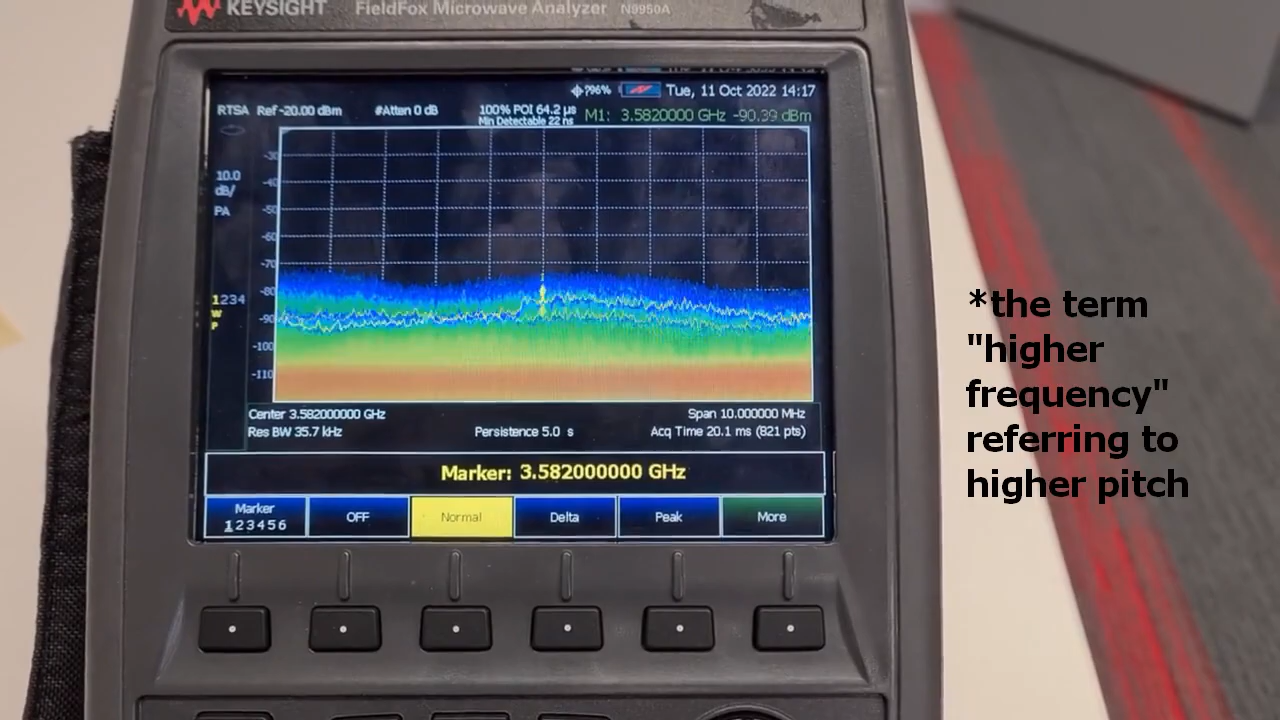 KEYSIGHT FieldFox Microwave Analyzer N9950A
96% Tue, 11 Oct 2022 14:17
RTSA Ref -20.00 dBm #Atten 0 dB 100% POI 64.2 µs
Min Detectable 22 ns
M1: 3.5820000 GHz -90.39 dBm
10.0
dB/
PA
-30
-40
-50
-60
-70
-80
-90
-100
-110
1234
W
P
Center 3.582000000 GHz Span 10.000000 MHz
Res BW 35.7 kHz Persistence 5.0 s Acq Time 20.1 ms (821 pts)
Marker: 3.582000000 GHz
Marker
123456
OFF
Normal
Delta
Peak
More
*the term
"higher
frequency"
referring to
higher pitch